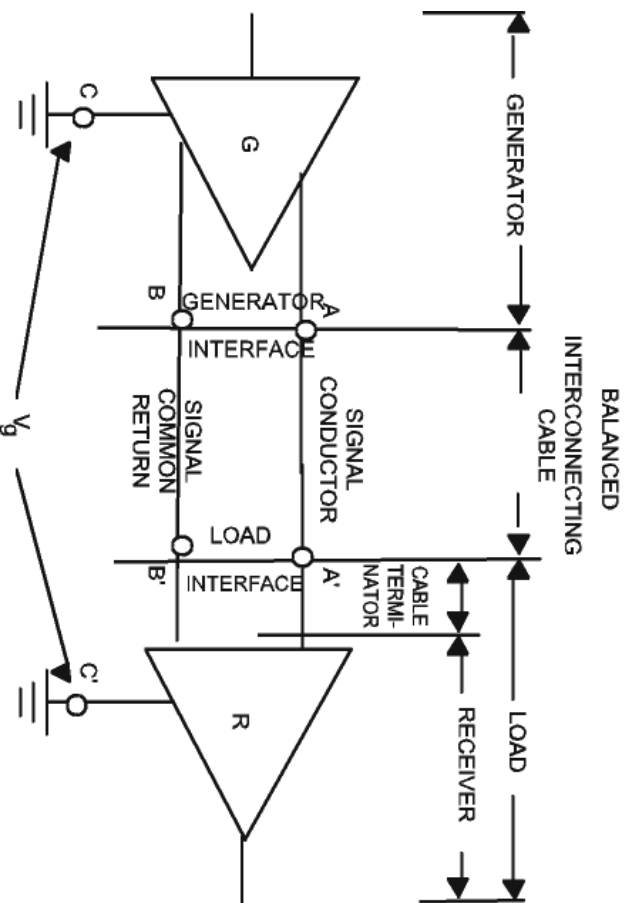 BALANCED
INTERCONNECTING
CABLE
GENERATOR
LOAD
CABLE
TERMI-
NATOR
RECEIVER
SIGNAL
CONDUCTOR
SIGNAL
COMMON
RETURN
GENERATOR
INTERFACE
LOAD
INTERFACE
G
R
A
B
C
A'
B'
C'
Vg